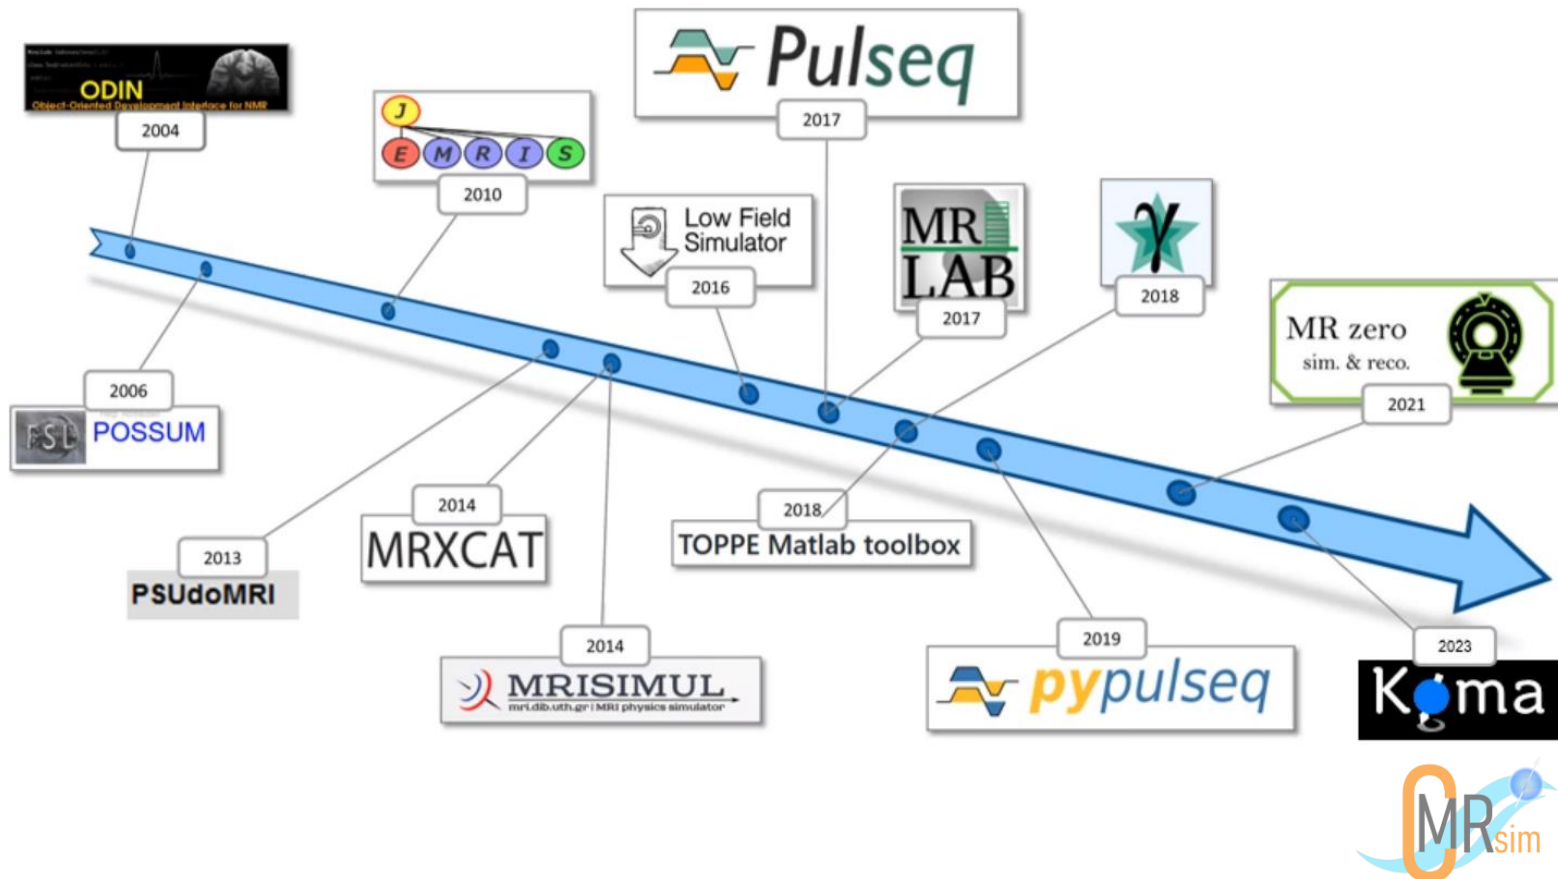 ODIN
Object-Oriented Development Interface for NMR
2004
J
E M R I S
2010
Pulseq
2017
Low Field
Simulator
2016
MR
LAB
2017
γ
2018
MR zero
sim. & reco.
2021
2006
FSL
POSSUM
2013
PSUdoMRI
2014
MRXCAT
2014
MRISIMUL
mri.dib.uth.gr | MRI physics simulator
2018
TOPPE Matlab toolbox
2019
pypulseq
2023
Koma
CMRsim